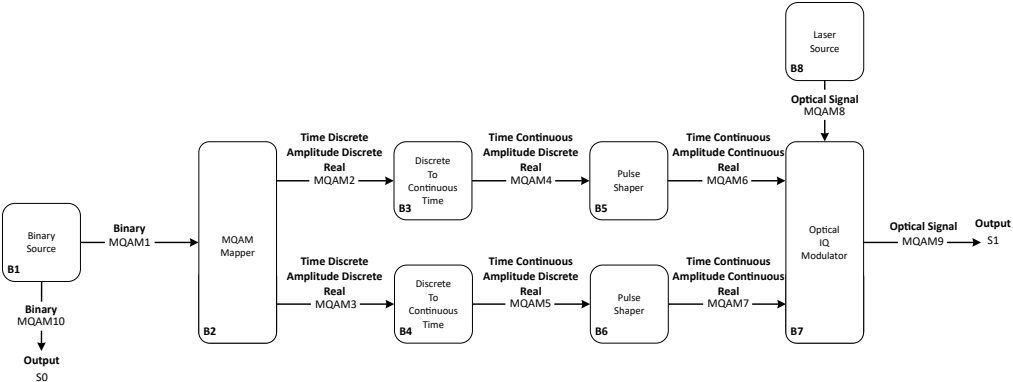 Laser
Source
B8
Optical Signal
MQAM8
Time Discrete
Amplitude Discrete
Real
MQAM2
Discrete
To
Continuous
Time
B3
Time Continuous
Amplitude Discrete
Real
MQAM4
Pulse
Shaper
B5
Time Continuous
Amplitude Continuous
Real
MQAM6
Binary
Source
B1
Binary
MQAM1
MQAM
Mapper
B2
Optical
IQ
Modulator
B7
Optical Signal
MQAM9
Output
S1
Time Discrete
Amplitude Discrete
Real
MQAM3
Discrete
To
Continuous
Time
B4
Time Continuous
Amplitude Discrete
Real
MQAM5
Pulse
Shaper
B6
Time Continuous
Amplitude Continuous
Real
MQAM7
Binary
MQAM10
Output
S0